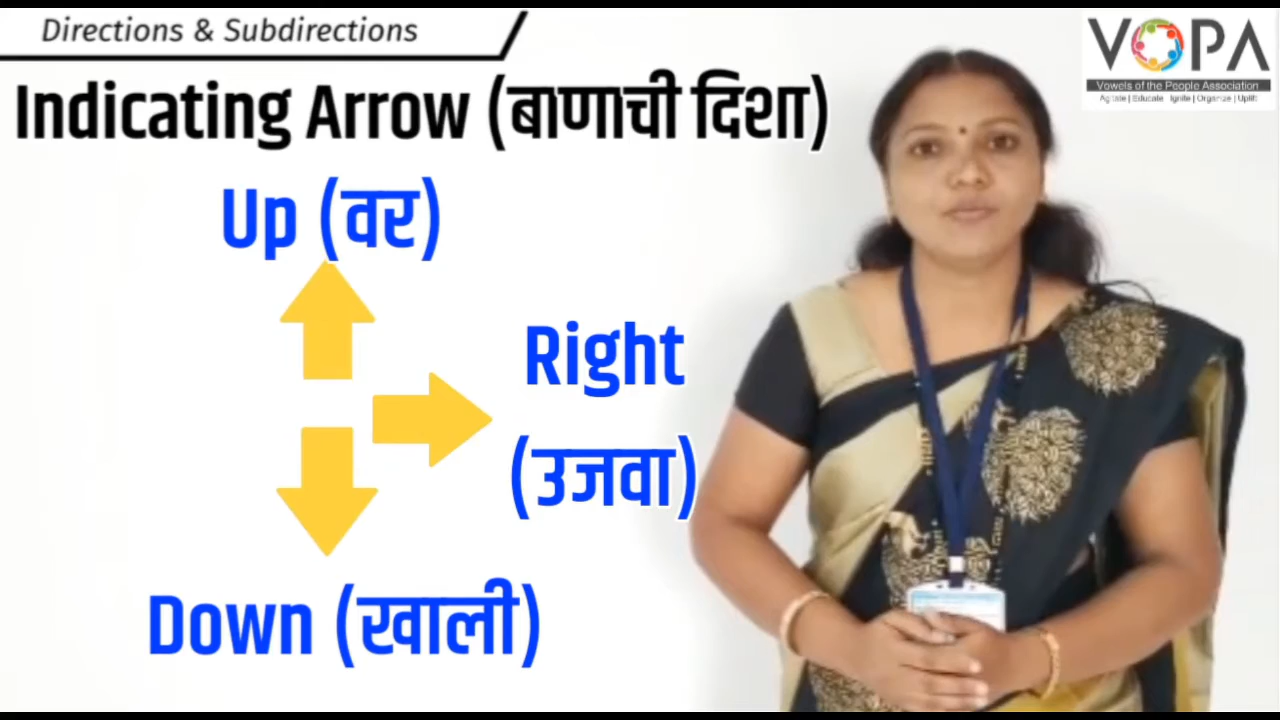 Directions & Subdirections
VOPA
Vowels of the People Association
Agitate | Educate Ignite | Organize | Uplift
Indicating Arrow (बाणाची दिशा)
Up (वर)
Right
(उजवा)
Down (खाली)